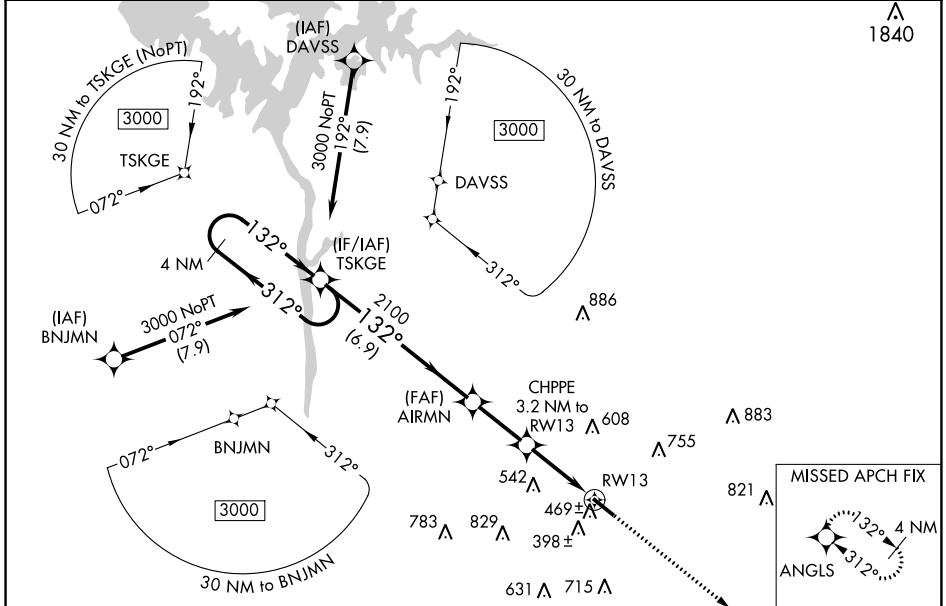 (IAF)
DAVSS
1840
30 NM to TSKGE (NoPT)
3000
192°
TSKGE
072°
3000 NoPT
192°
(7.9)
30 NM to DAVSS
192°
3000
DAVSS
312°
132°
4 NM
312°
(IF/IAF)
TSKGE
2100
132°
(6.9)
886
(IAF)
BNJMN
3000 NoPT
072°
(7.9)
(FAF)
AIRMN
CHPPE
3.2 NM to
RW13
608
883
755
072°
BNJMN
312°
3000
30 NM to BNJMN
542
RW13
469±
398±
821
783
829
631
715
MISSED APCH FIX
132°
4 NM
312°
ANGLS